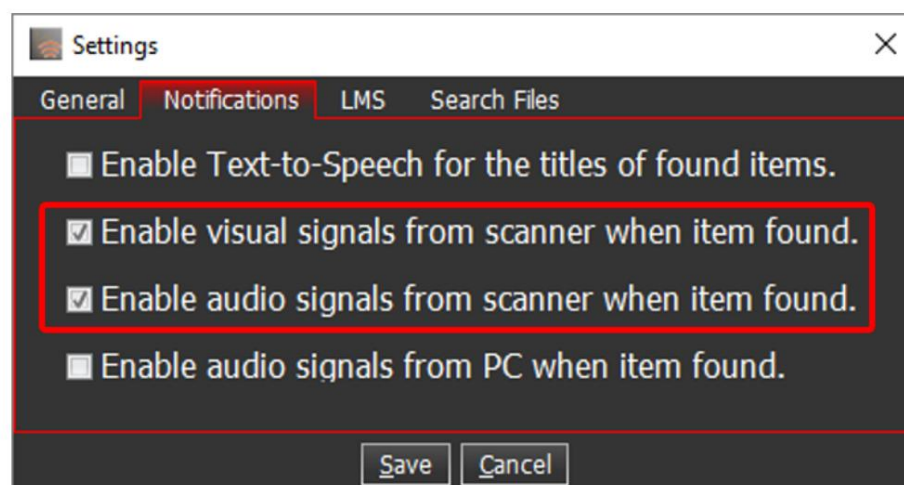 Settings
General Notifications LMS Search Files
Enable Text-to-Speech for the titles of found items.
Enable visual signals from scanner when item found.
Enable audio signals from scanner when item found.
Enable audio signals from PC when item found.
Save Cancel